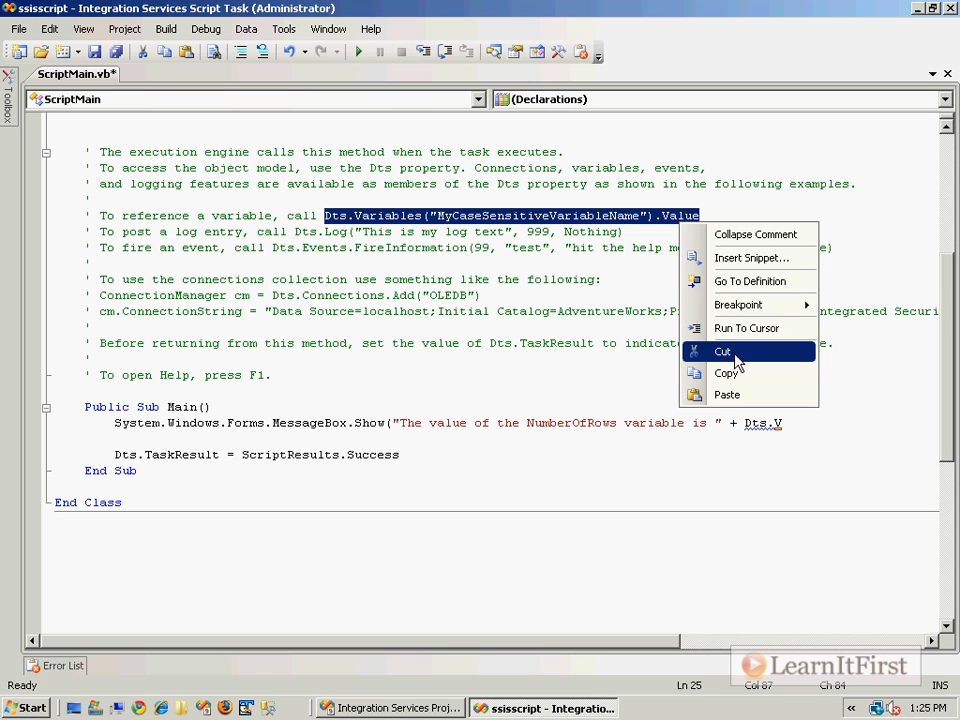 ssisscript - Integration Services Script Task (Administrator)
File Edit View Project Build Debug Data Tools Window Help
ScriptMain.vb*
Toolbox
ScriptMain (Declarations)
' The execution engine calls this method when the task executes.
' To access the object model, use the Dts property. Connections, variables, events,
' and logging features are available as members of the Dts property as shown in the following examples.
'
' To reference a variable, call Dts.Variables("MyCaseSensitiveVariableName").Value
' To post a log entry, call Dts.Log("This is my log text", 999, Nothing)
' To fire an event, call Dts.Events.FireInformation(99, "test", "hit the help m e)
'
' To use the connections collection use something like the following:
' ConnectionManager cm = Dts.Connections.Add("OLEDB")
' cm.ConnectionString = "Data Source=localhost;Initial Catalog=AdventureWorks;P ntegrated Securi
'
' Before returning from this method, set the value of Dts.TaskResult to indicat e.
'
' To open Help, press F1.
Collapse Comment
Insert Snippet...
Go To Definition
Breakpoint
Run To Cursor
Cut
Copy
Paste
Public Sub Main()
System.Windows.Forms.MessageBox.Show("The value of the NumberOfRows variable is " + Dts.V
Dts.TaskResult = ScriptResults.Success
End Sub
End Class
Error List
LearnItFirst
Ready Ln 25 Col 87 Ch 84 INS
Start Integration Services Proj... ssisscript - Integratio... « 1:25 PM